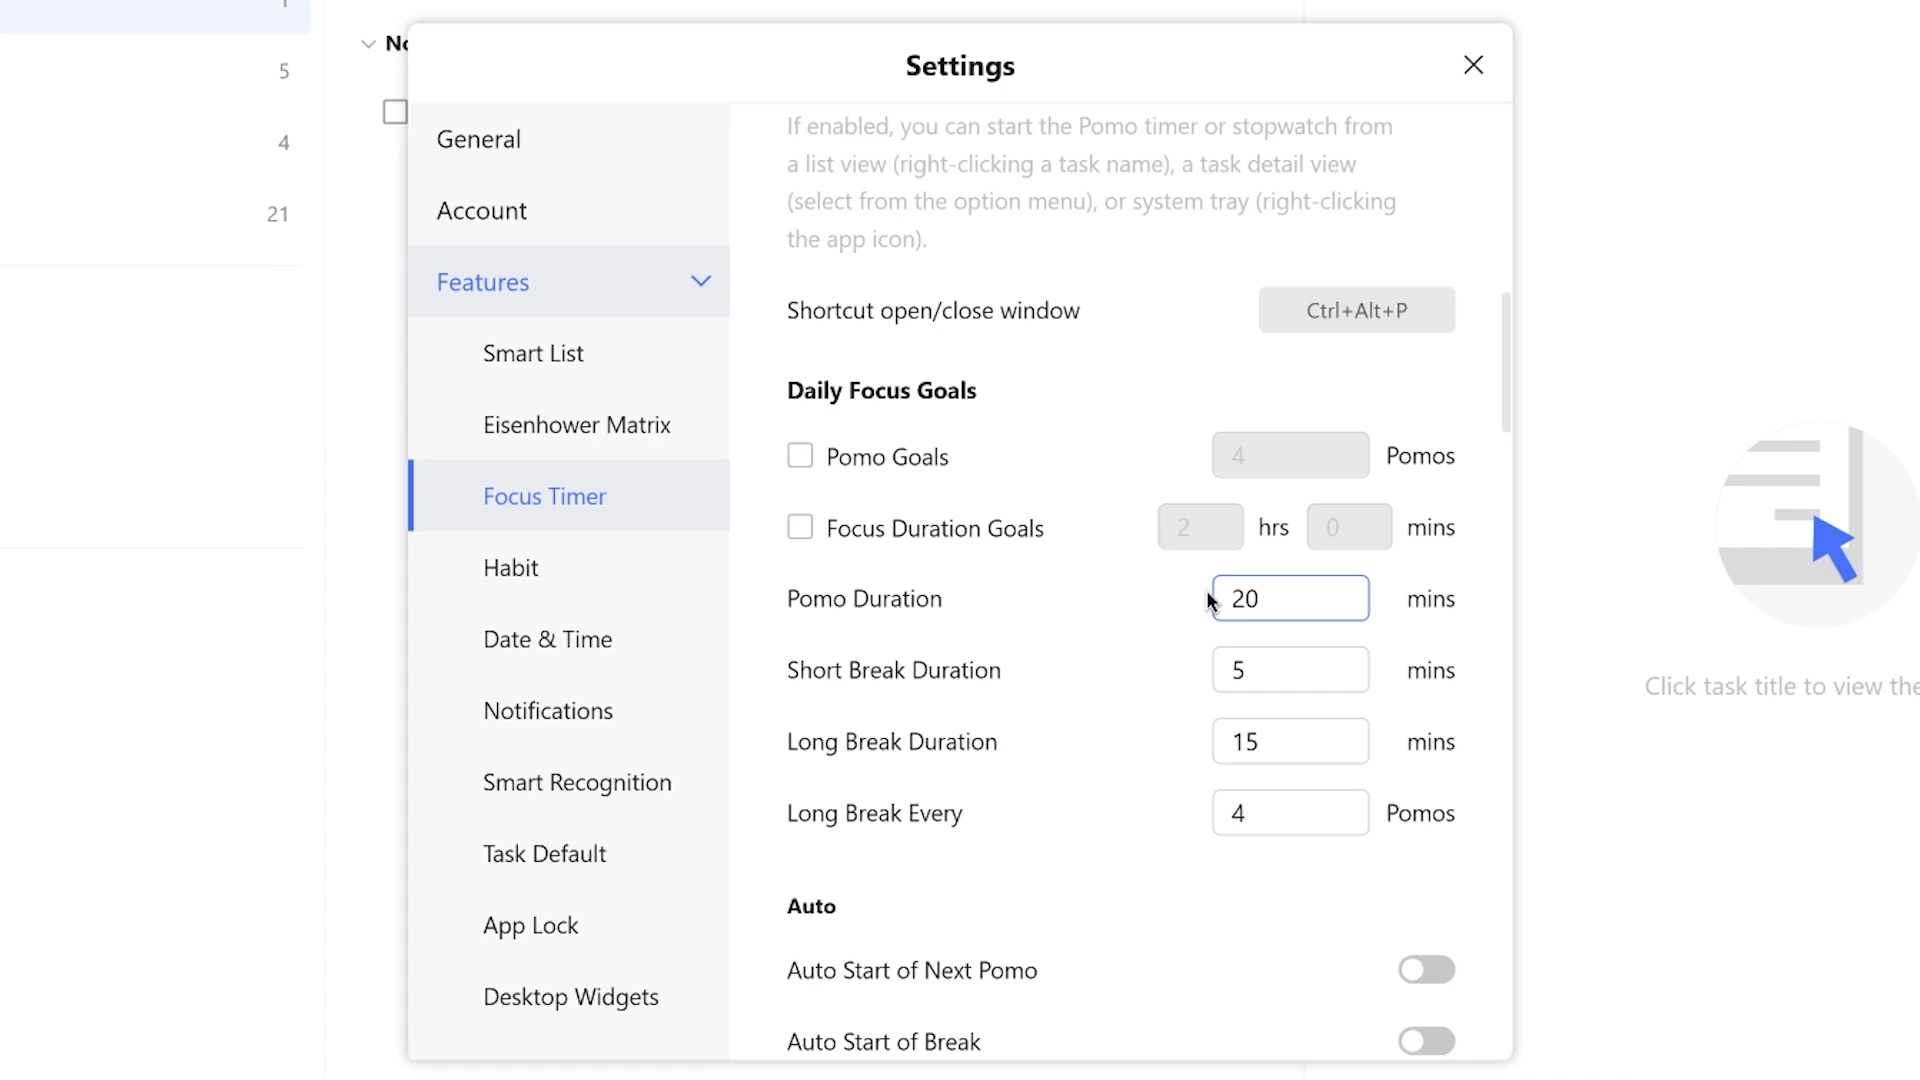 5
4
21
No
Settings
General
Account
Features
Smart List
Eisenhower Matrix
Focus Timer
Habit
Date & Time
Notifications
Smart Recognition
Task Default
App Lock
Desktop Widgets
If enabled, you can start the Pomo timer or stopwatch from
a list view (right-clicking a task name), a task detail view
(select from the option menu), or system tray (right-clicking
the app icon).
Shortcut open/close window Ctrl+Alt+P
Daily Focus Goals
Pomo Goals 4 Pomos
Focus Duration Goals 2 hrs 0 mins
Pomo Duration 20 mins
Short Break Duration 5 mins
Long Break Duration 15 mins
Long Break Every 4 Pomos
Auto
Auto Start of Next Pomo
Auto Start of Break
Click task title to view the